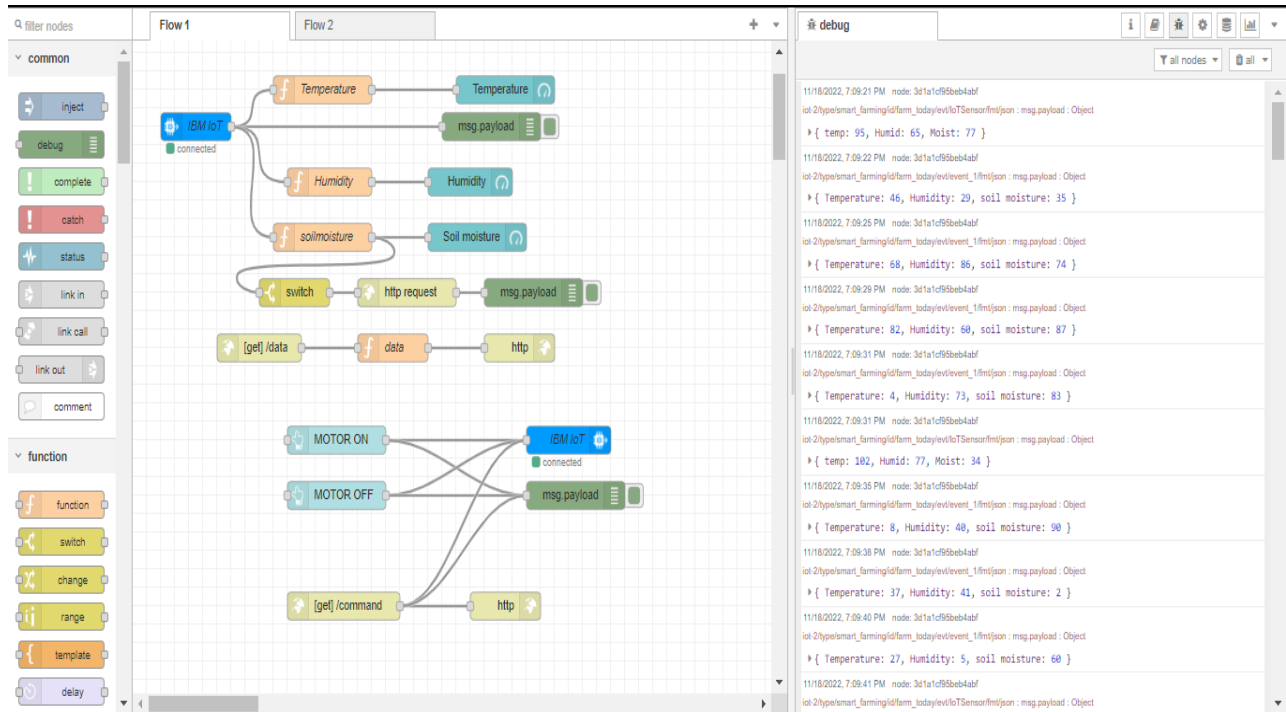 filter nodes
common
inject
debug
complete
catch
status
link in
link call
link out
comment
function
function
switch
change
range
template
delay
Flow 1
Flow 2
Temperature
Temperature
IBM IoT
connected
msg.payload
Humidity
Humidity
soilmoisture
Soil moisture
switch
http request
msg.payload
[get] /data
data
http
MOTOR ON
IBM IoT
connected
MOTOR OFF
msg.payload
[get] /command
http
debug
all nodes
all
11/18/2022, 7:09:21 PM node: 3d1a1cf95beb4abf
iot-2/type/smart_farming/id/farm_today/evt/IoTSensor/fmt/json : msg.payload : Object
{ temp: 95, Humid: 65, Moist: 77 }
11/18/2022, 7:09:22 PM node: 3d1a1cf95beb4abf
iot-2/type/smart_farming/id/farm_today/evt/event_1/fmt/json : msg.payload : Object
{ Temperature: 46, Humidity: 29, soil moisture: 35 }
11/18/2022, 7:09:25 PM node: 3d1a1cf95beb4abf
iot-2/type/smart_farming/id/farm_today/evt/event_1/fmt/json : msg.payload : Object
{ Temperature: 68, Humidity: 86, soil moisture: 74 }
11/18/2022, 7:09:29 PM node: 3d1a1cf95beb4abf
iot-2/type/smart_farming/id/farm_today/evt/event_1/fmt/json : msg.payload : Object
{ Temperature: 82, Humidity: 60, soil moisture: 87 }
11/18/2022, 7:09:31 PM node: 3d1a1cf95beb4abf
iot-2/type/smart_farming/id/farm_today/evt/event_1/fmt/json : msg.payload : Object
{ Temperature: 4, Humidity: 73, soil moisture: 83 }
11/18/2022, 7:09:31 PM node: 3d1a1cf95beb4abf
iot-2/type/smart_farming/id/farm_today/evt/IoTSensor/fmt/json : msg.payload : Object
{ temp: 102, Humid: 77, Moist: 34 }
11/18/2022, 7:09:35 PM node: 3d1a1cf95beb4abf
iot-2/type/smart_farming/id/farm_today/evt/event_1/fmt/json : msg.payload : Object
{ Temperature: 8, Humidity: 40, soil moisture: 90 }
11/18/2022, 7:09:38 PM node: 3d1a1cf95beb4abf
iot-2/type/smart_farming/id/farm_today/evt/event_1/fmt/json : msg.payload : Object
{ Temperature: 37, Humidity: 41, soil moisture: 2 }
11/18/2022, 7:09:40 PM node: 3d1a1cf95beb4abf
iot-2/type/smart_farming/id/farm_today/evt/event_1/fmt/json : msg.payload : Object
{ Temperature: 27, Humidity: 5, soil moisture: 60 }
11/18/2022, 7:09:41 PM node: 3d1a1cf95beb4abf
iot-2/type/smart_farming/id/farm_today/evt/IoTSensor/fmt/json : msg.payload : Object